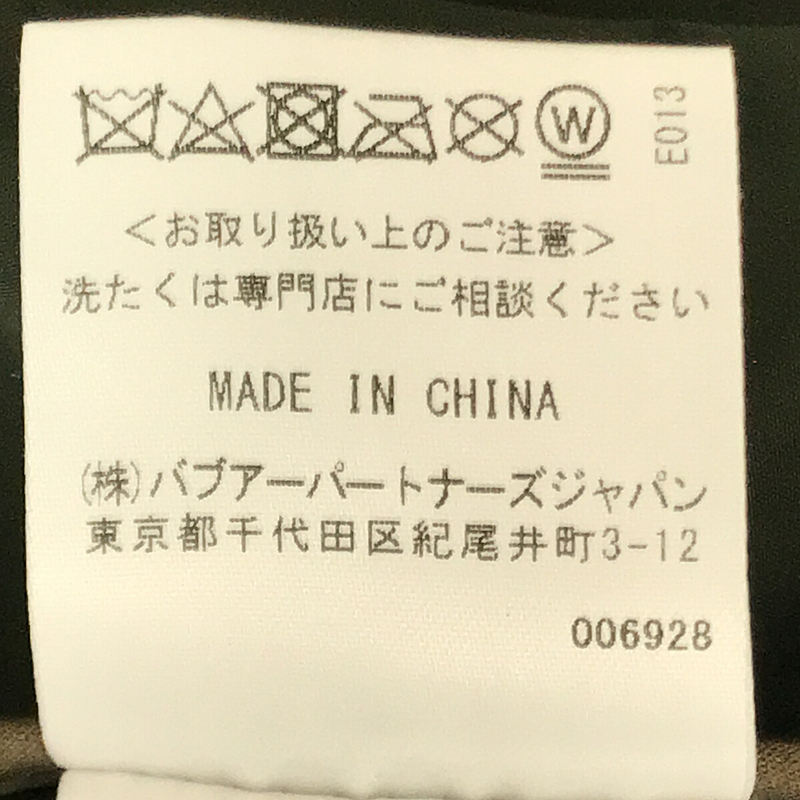 W
E013
＜お取り扱い上のご注意＞
洗たくは専門店にご相談ください
MADE IN CHINA
(株)バブアーパートナーズジャパン
東京都千代田区紀尾井町3-12
006928